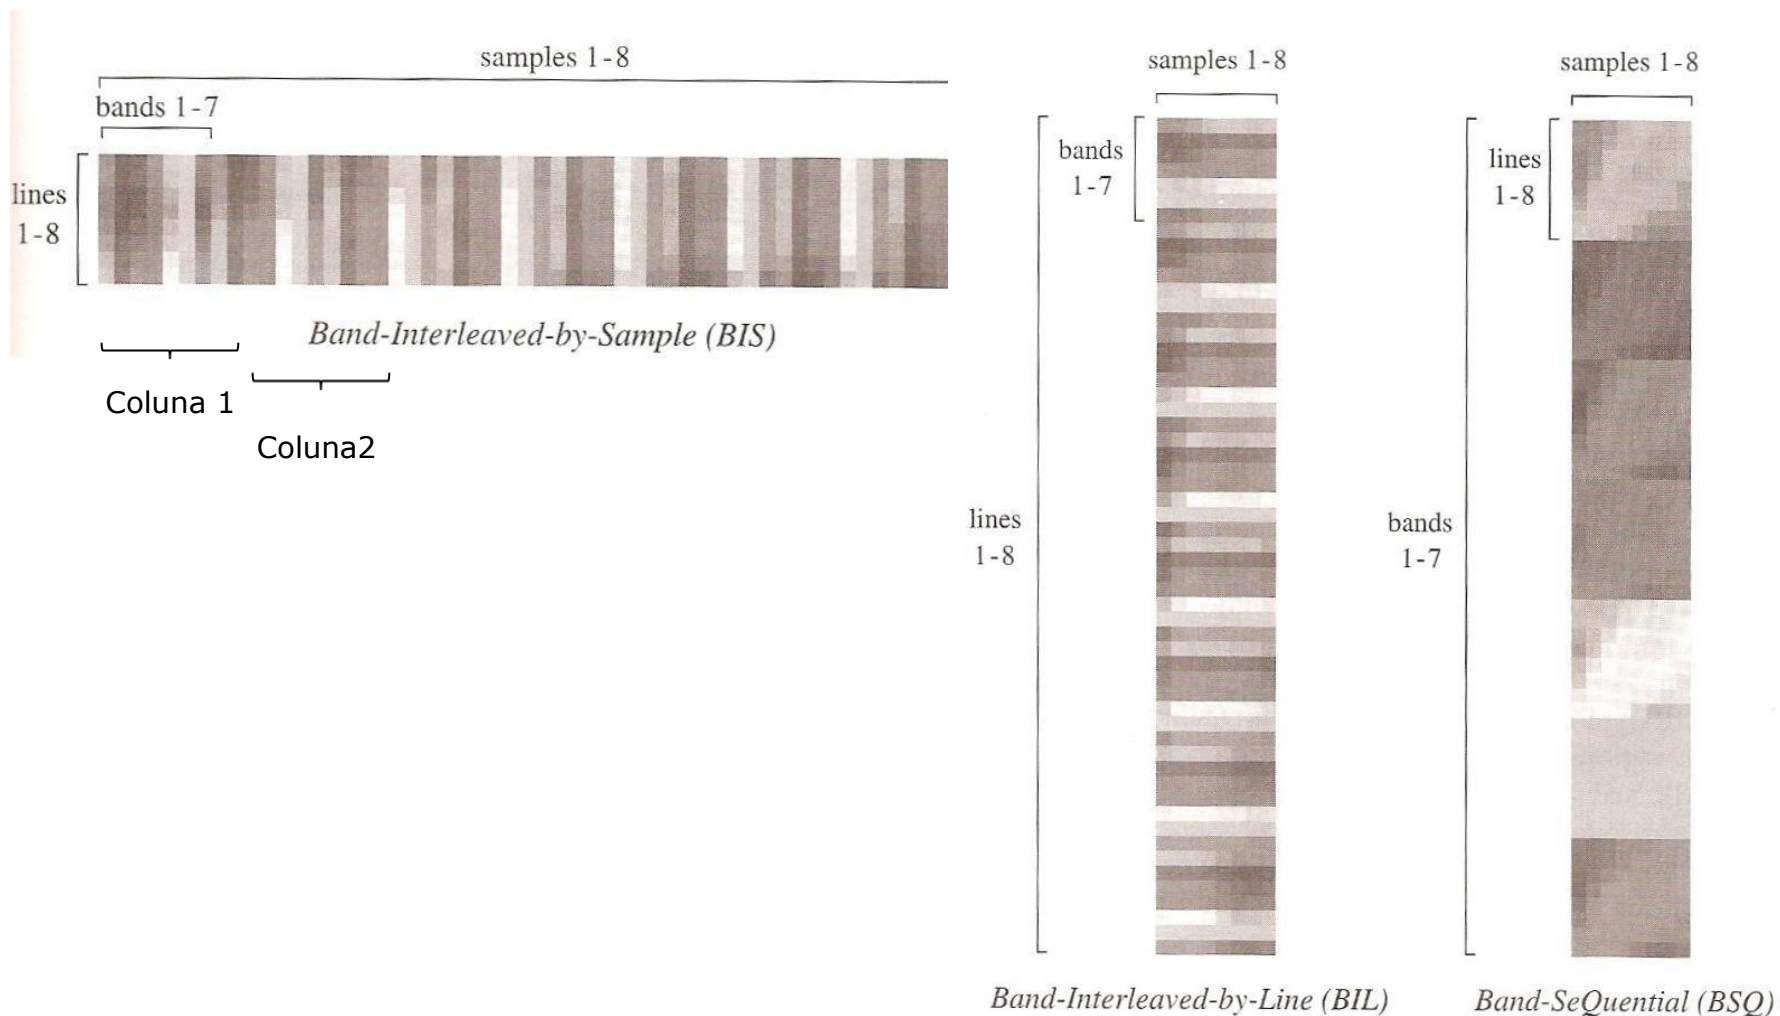 samples 1-8
bands 1-7
lines
1-8
Band-Interleaved-by-Sample (BIS)
Coluna 1
Coluna2
samples 1-8
bands
1-7
lines
1-8
Band-Interleaved-by-Line (BIL)
samples 1-8
lines
1-8
bands
1-7
Band-SeQuential (BSQ)